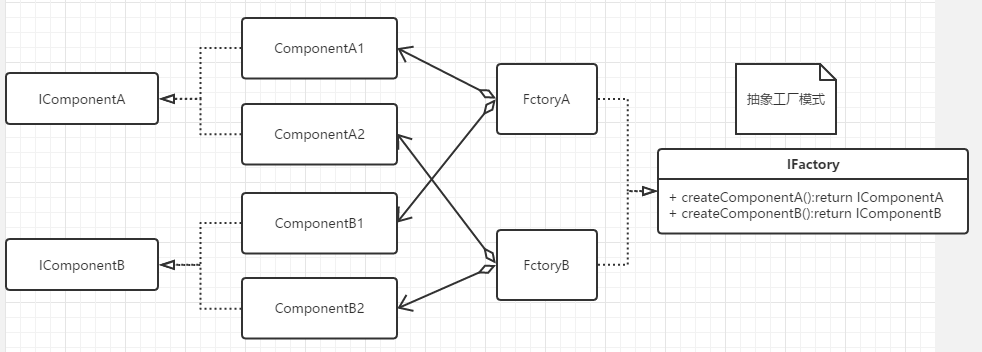 ComponentA1
IComponentA
ComponentA2
ComponentB1
IComponentB
ComponentB2
FctoryA
FctoryB
抽象工厂模式
IFactory
+ createComponentA():return IComponentA
+ createComponentB():return IComponentB